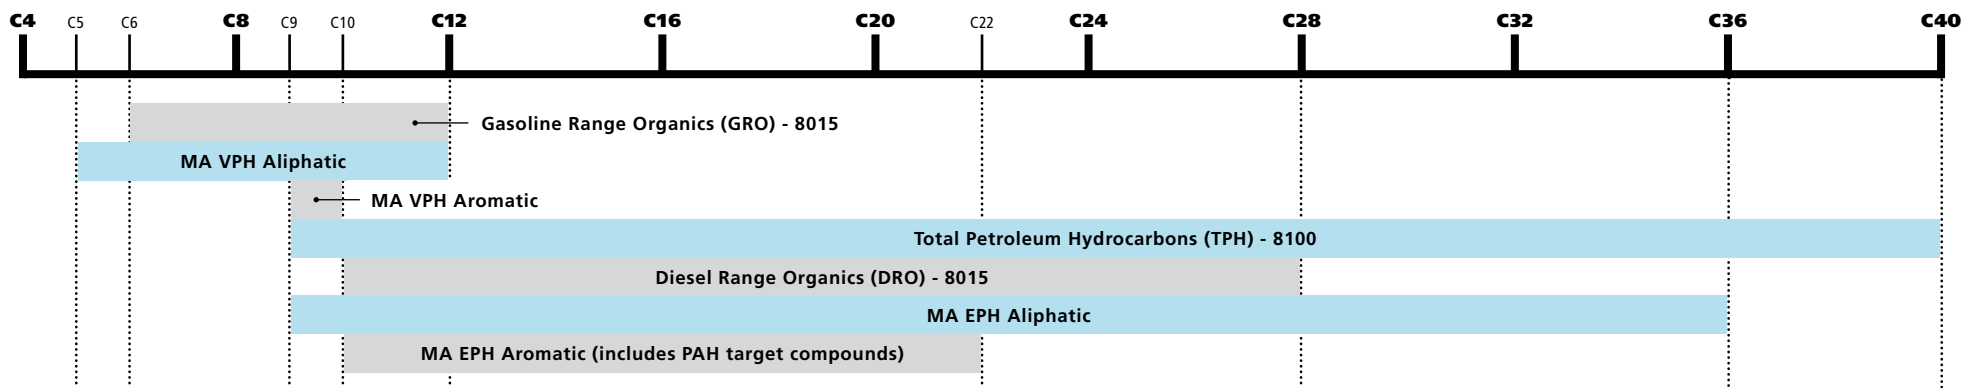 C4 C5 C6 C8 C9 C10 C12 C16 C20 C22 C24 C28 C32 C36 C40
Gasoline Range Organics (GRO) - 8015
MA VPH Aliphatic
MA VPH Aromatic
Total Petroleum Hydrocarbons (TPH) - 8100
Diesel Range Organics (DRO) - 8015
MA EPH Aliphatic
MA EPH Aromatic (includes PAH target compounds)